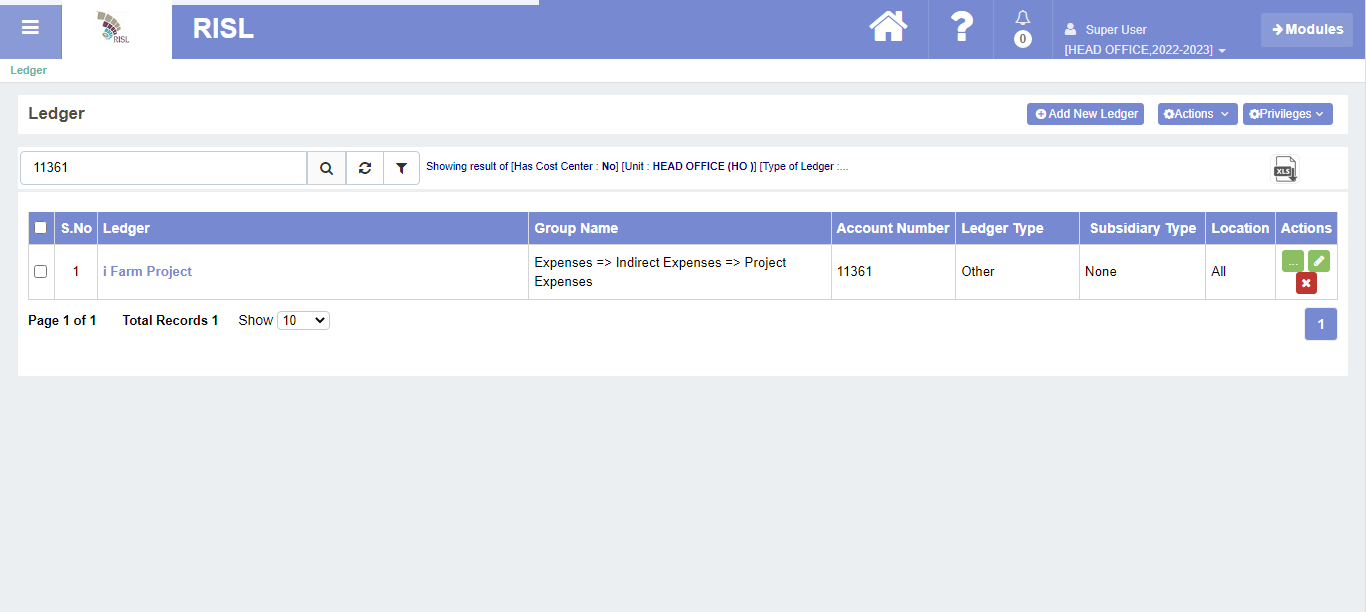 RISL
RISL
0
Super User
[HEAD OFFICE,2022-2023]
Modules
Ledger
Ledger
Add New Ledger
Actions
Privileges
11361
Showing result of [Has Cost Center : No] [Unit : HEAD OFFICE (HO )] [Type of Ledger :...
XLS
S.No Ledger Group Name Account Number Ledger Type Subsidiary Type Location Actions
1 i Farm Project Expenses => Indirect Expenses => Project Expenses 11361 Other None All ...
Page 1 of 1 Total Records 1 Show 10
1